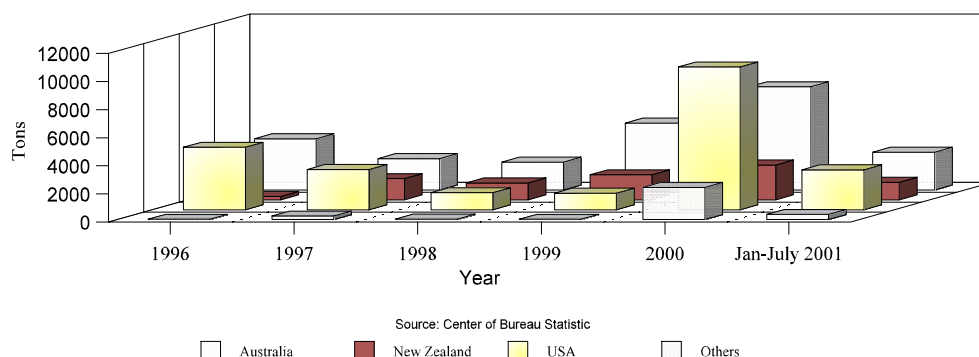 12000
10000
8000
6000
4000
2000
0
Tons
1996 1997 1998 1999 2000 Jan-July 2001
Year
Source: Center of Bureau Statistic
Australia New Zealand USA Others